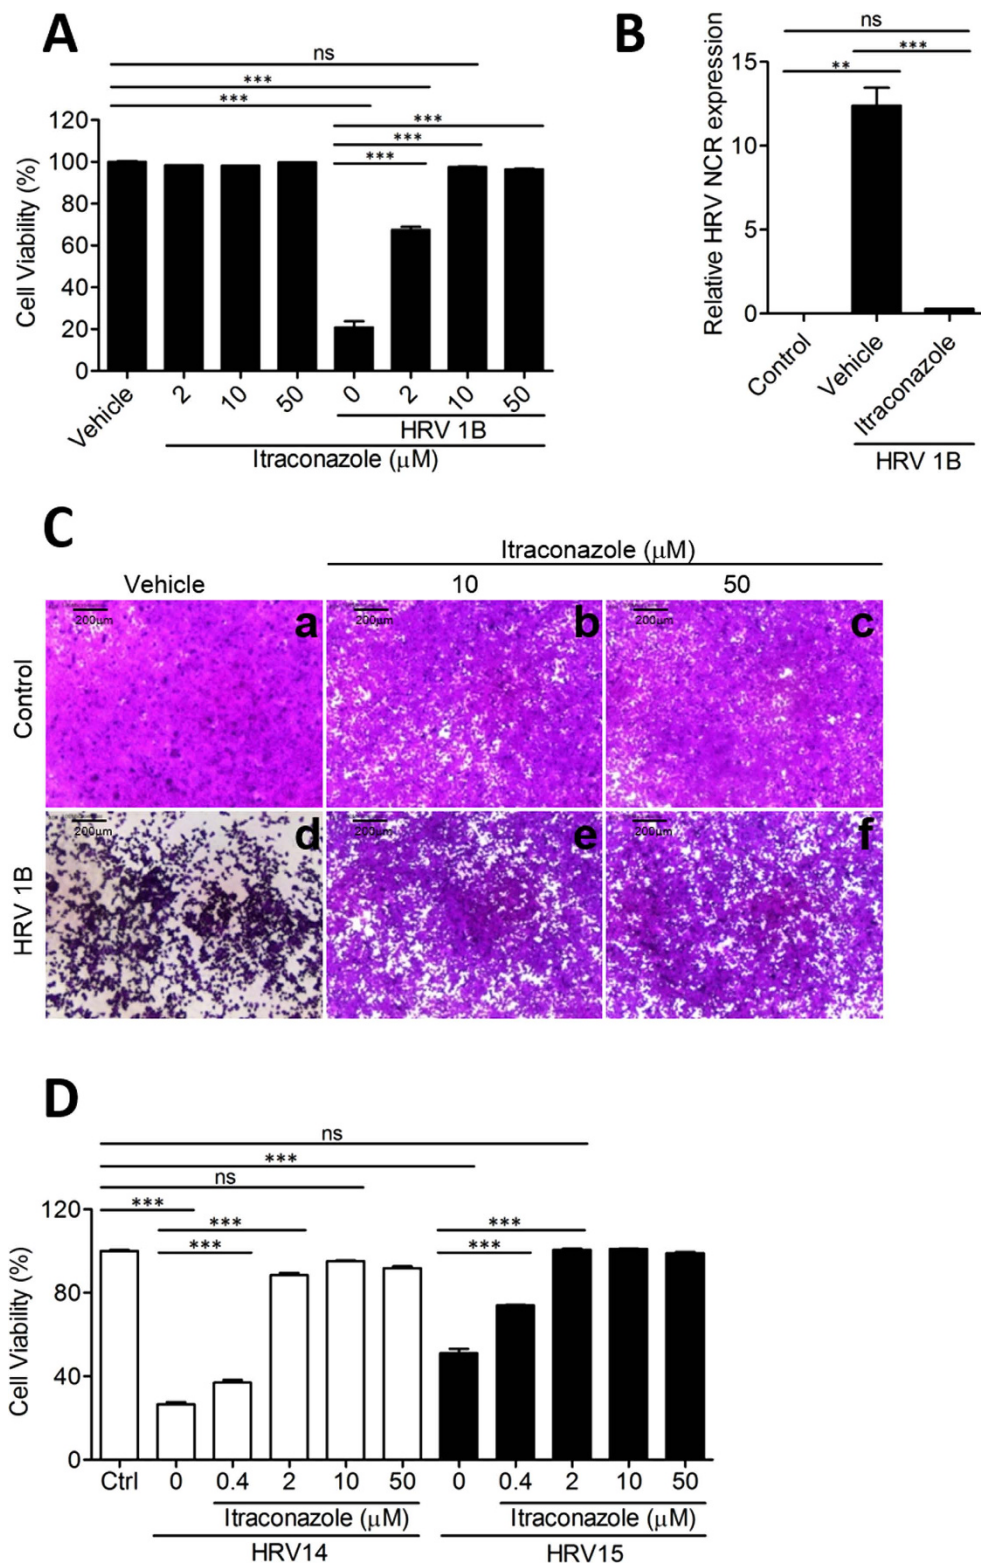 A
ns
***
***
***
***
***
120
100
80
60
40
20
0
Cell Viability (%)
Vehicle 2 10 50 0 2 10 50
HRV 1B
Itraconazole (μM)
B
ns
***
**
15
10
5
0
Relative HRV NCR expression
Control Vehicle Itraconazole
HRV 1B
C
Itraconazole (μM)
Vehicle 10 50
Control
200μm a
200μm b
200μm c
HRV 1B
200μm d
200μm e
200μm f
D
ns
***
ns
***
*** ***
*** ***
120
80
40
0
Cell Viability (%)
Ctrl 0 0.4 2 10 50 0 0.4 2 10 50
Itraconazole (μM) Itraconazole (μM)
HRV14 HRV15